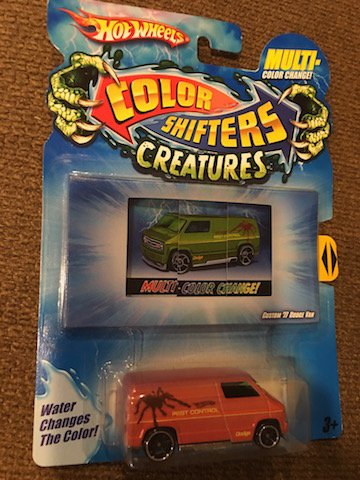 HOT WHEELS
MULTI-
COLOR CHANGE!
COLOR
SHIFTERS
CREATURES
MULTI-COLOR CHANGE!
CUSTOM '77 DODGE VAN
Water
Changes
The Color!
PEST CONTROL
Dodge
3+